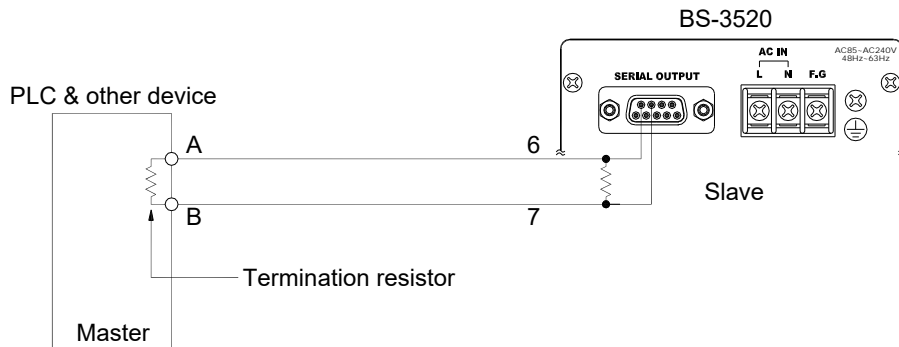 BS-3520
AC IN
AC85~AC240V
48Hz~63Hz
L N F.G
SERIAL OUTPUT
PLC & other device
A
6
B
7
Slave
Termination resistor
Master